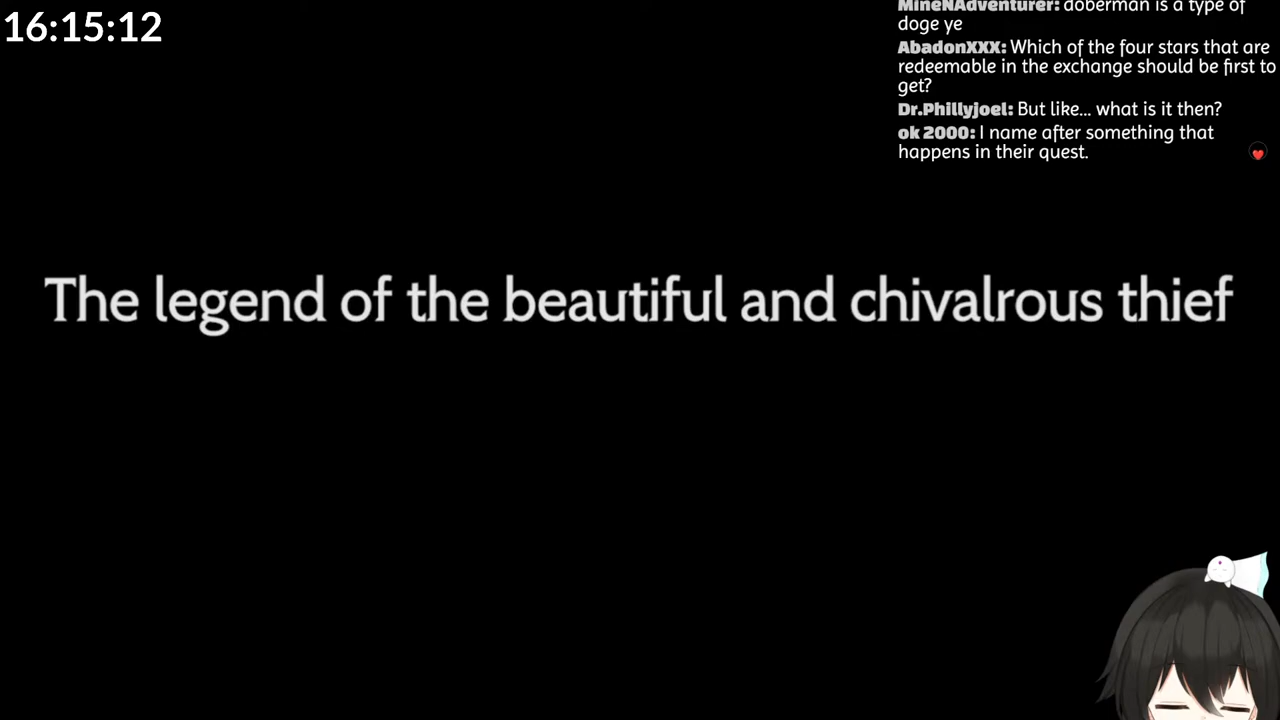 16:15:12
MineNAdventurer: doberman is a type of
doge ye
AbadonXXX: Which of the four stars that are
redeemable in the exchange should be first to
get?
Dr.Phillyjoel: But like... what is it then?
ok 2000: I name after something that
happens in their quest.
The legend of the beautiful and chivalrous thief